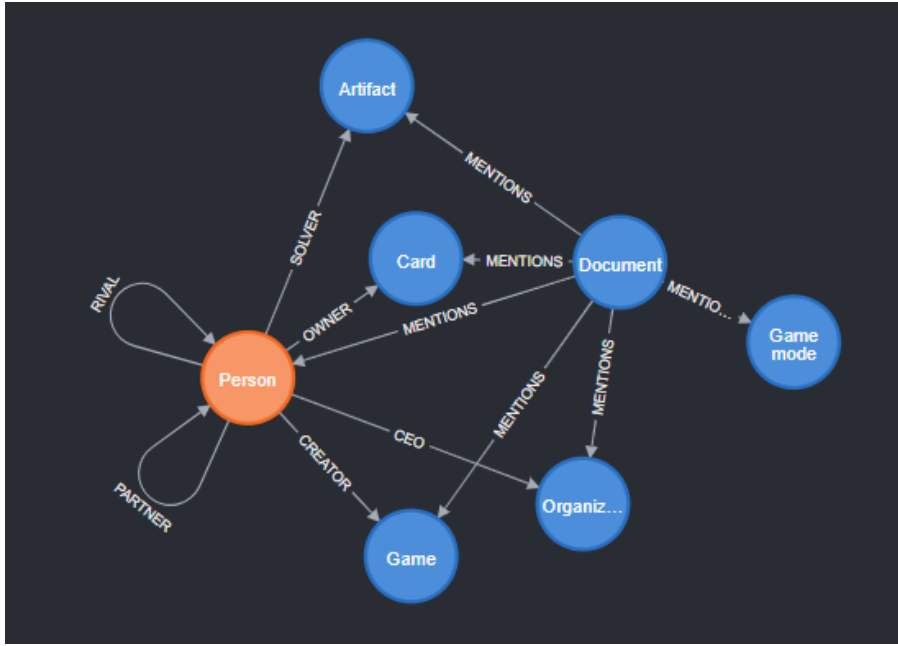 Artifact
MENTIONS
SOLVER
Card
MENTIONS
Document
RIVAL
OWNER
MENTIONS
MENTIO...
Game
mode
Person
MENTIONS
MENTIONS
CEO
CREATOR
PARTNER
Organiz...
Game